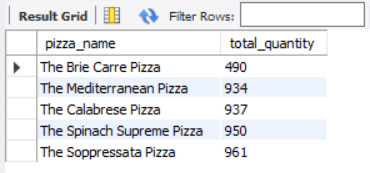 Result Grid Filter Rows:
pizza_name total_quantity
The Brie Carre Pizza 490
The Mediterranean Pizza 934
The Calabrese Pizza 937
The Spinach Supreme Pizza 950
The Soppressata Pizza 961